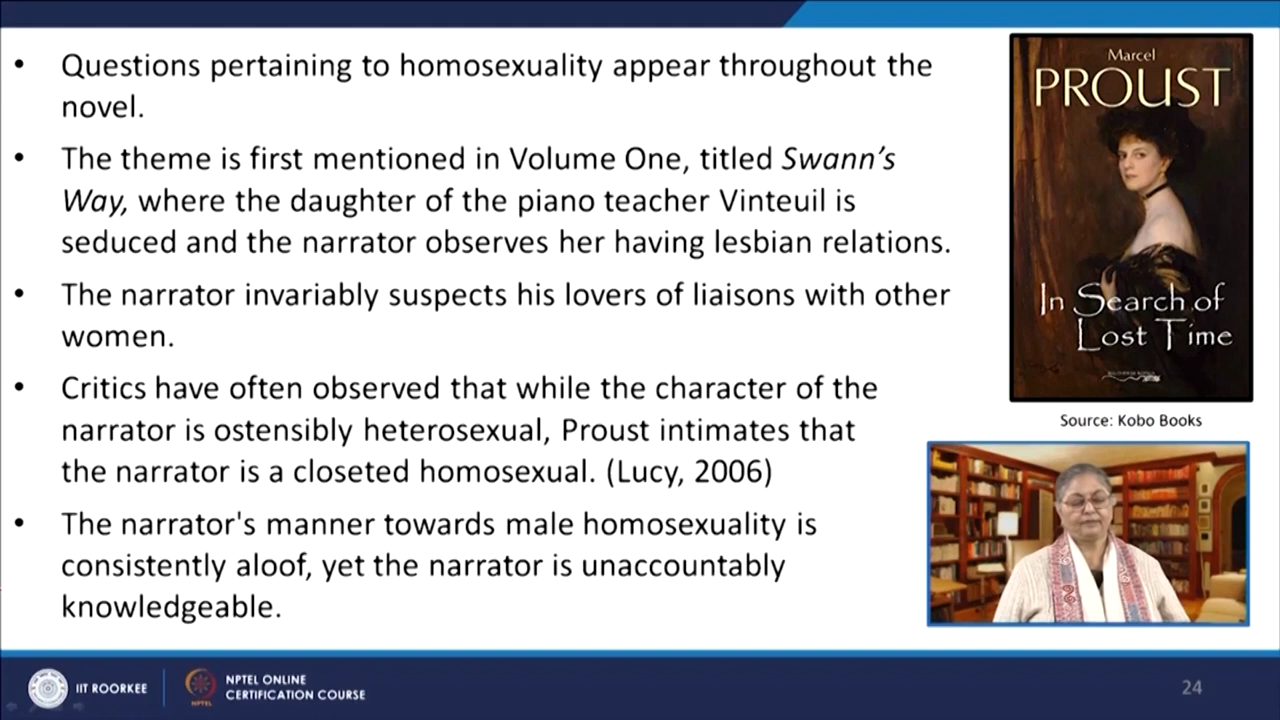 • Questions pertaining to homosexuality appear throughout the
novel.
• The theme is first mentioned in Volume One, titled Swann's
Way, where the daughter of the piano teacher Vinteuil is
seduced and the narrator observes her having lesbian relations.
• The narrator invariably suspects his lovers of liaisons with other
women.
• Critics have often observed that while the character of the
narrator is ostensibly heterosexual, Proust intimates that
the narrator is a closeted homosexual. (Lucy, 2006)
• The narrator's manner towards male homosexuality is
consistently aloof, yet the narrator is unaccountably
knowledgeable.
Marcel
PROUST
In Search of
Lost Time
Source: Kobo Books
IIT ROORKEE
NPTEL
NPTEL ONLINE
CERTIFICATION COURSE
24